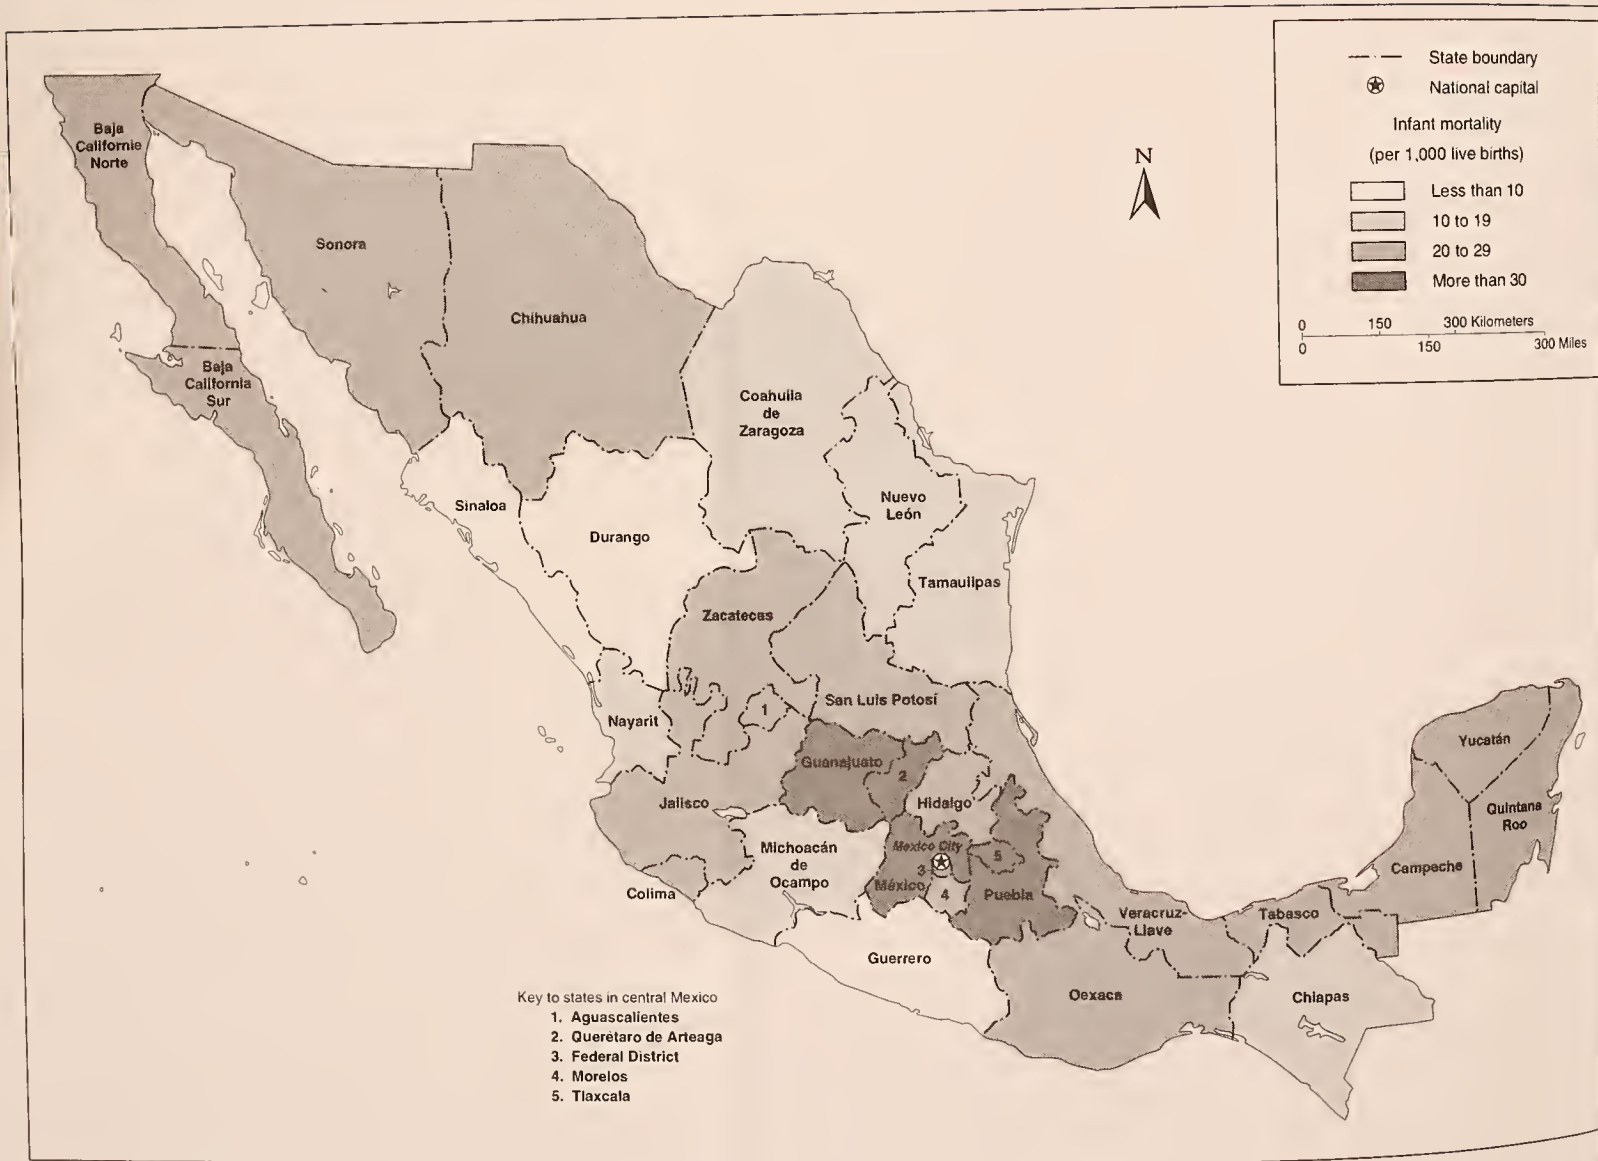 State boundary
National capital
Infant mortality
(per 1,000 live births)
Less than 10
10 to 19
20 to 29
More than 30
0 150 300 Kilometers
0 150 300 Miles
N
Baja
Californie
Norte
Sonora
Chihuahua
Baja
California
Sur
Coahuila
de
Zaragoza
Sinaloa
Durango
Nuevo
León
Tamaulipas
Zacatecas
San Luis Potosí
1
Nayarit
Guanajuato
2
Hidalgo
Jalisco
Michoacán
de
Ocampo
Mexico City
3
México
4
5
Puebla
Colima
Guerrero
Veracruz-
Llave
Tabasco
Oexaca
Chiapas
Yucatán
Quintana
Roo
Campeche
Key to states in central Mexico
1. Aguascalientes
2. Querétaro de Arteaga
3. Federal District
4. Morelos
5. Tlaxcala